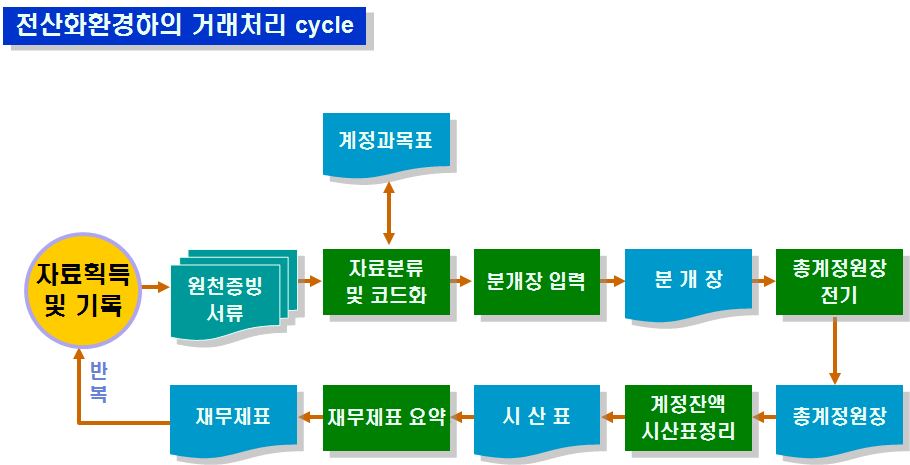 전산화환경하의 거래처리 cycle
계정과목표
자료획득
및 기록
원천증빙
서류
자료분류
및 코드화
분개장 입력
분 개 장
총계정원장
전기
반
복
재무제표
재무제표 요약
시 산 표
계정잔액
시산표정리
총계정원장